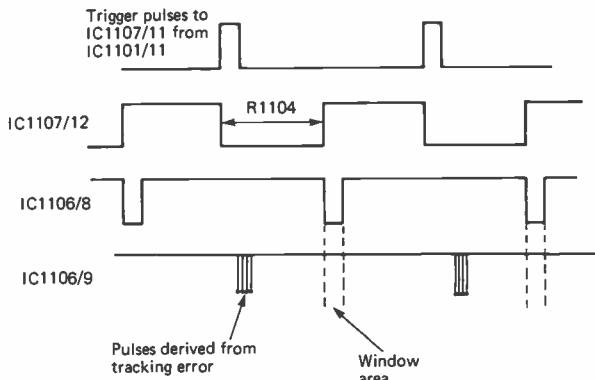 Trigger pulses to
IC1107/11 from
IC1101/11
R1104
IC1107/12
IC1106/8
IC1106/9
Pulses derived from
tracking error
Window
area